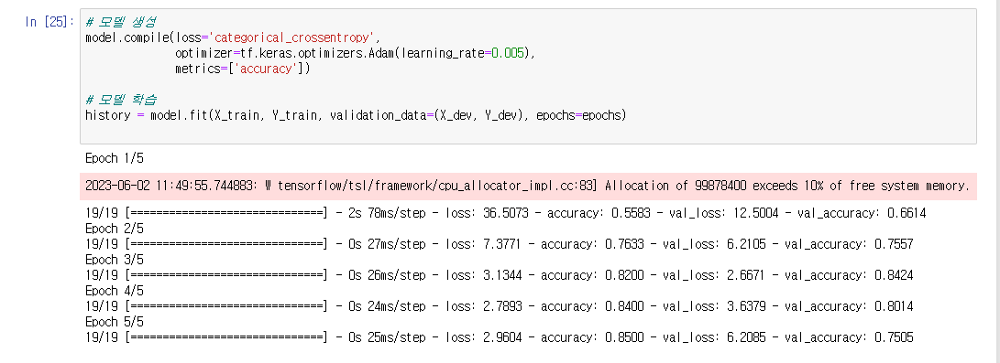 In [25]:
# 모델 생성
model.compile(loss='categorical_crossentropy',
optimizer=tf.keras.optimizers.Adam(learning_rate=0.005),
metrics=['accuracy'])
# 모델 학습
history = model.fit(X_train, Y_train, validation_data=(X_dev, Y_dev), epochs=epochs)
Epoch 1/5
2023-06-02 11:49:55.744883: W tensorflow/tsl/framework/cpu_allocator_impl.cc:83] Allocation of 99878400 exceeds 10% of free system memory.
19/19 [==============================] - 2s 78ms/step - loss: 36.5073 - accuracy: 0.5583 - val_loss: 12.5004 - val_accuracy: 0.6614
Epoch 2/5
19/19 [==============================] - 0s 27ms/step - loss: 7.3771 - accuracy: 0.7633 - val_loss: 6.2105 - val_accuracy: 0.7557
Epoch 3/5
19/19 [==============================] - 0s 26ms/step - loss: 3.1344 - accuracy: 0.8200 - val_loss: 2.6671 - val_accuracy: 0.8424
Epoch 4/5
19/19 [==============================] - 0s 24ms/step - loss: 2.7893 - accuracy: 0.8400 - val_loss: 3.6379 - val_accuracy: 0.8014
Epoch 5/5
19/19 [==============================] - 0s 25ms/step - loss: 2.9604 - accuracy: 0.8500 - val_loss: 6.2085 - val_accuracy: 0.7505